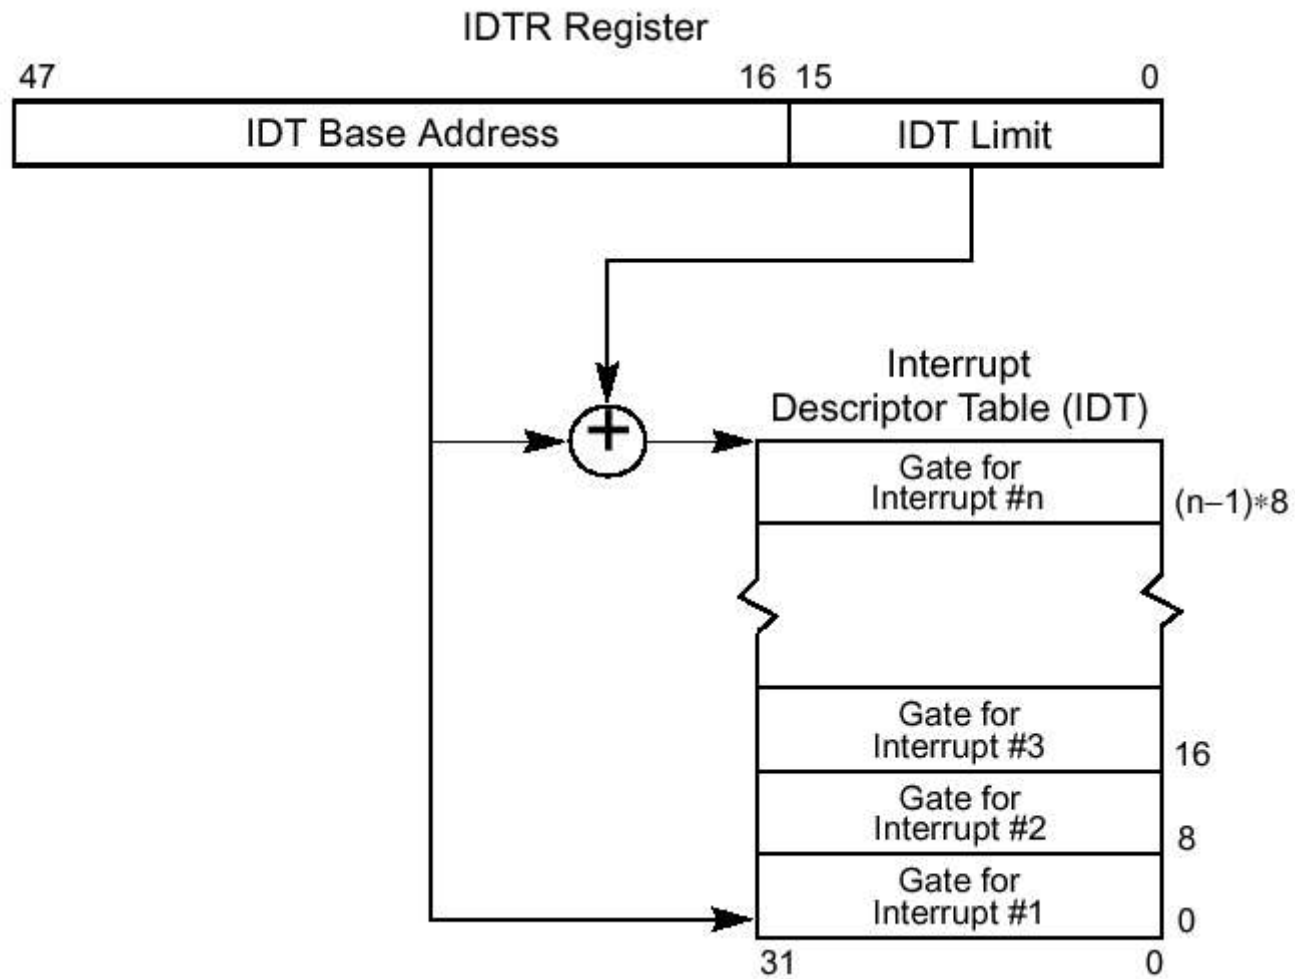 IDTR Register
47 16 15 0
IDT Base Address IDT Limit
Interrupt
Descriptor Table (IDT)
+
Gate for
Interrupt #n
(n–1)*8
Gate for
Interrupt #3
16
Gate for
Interrupt #2
8
Gate for
Interrupt #1
0
31 0